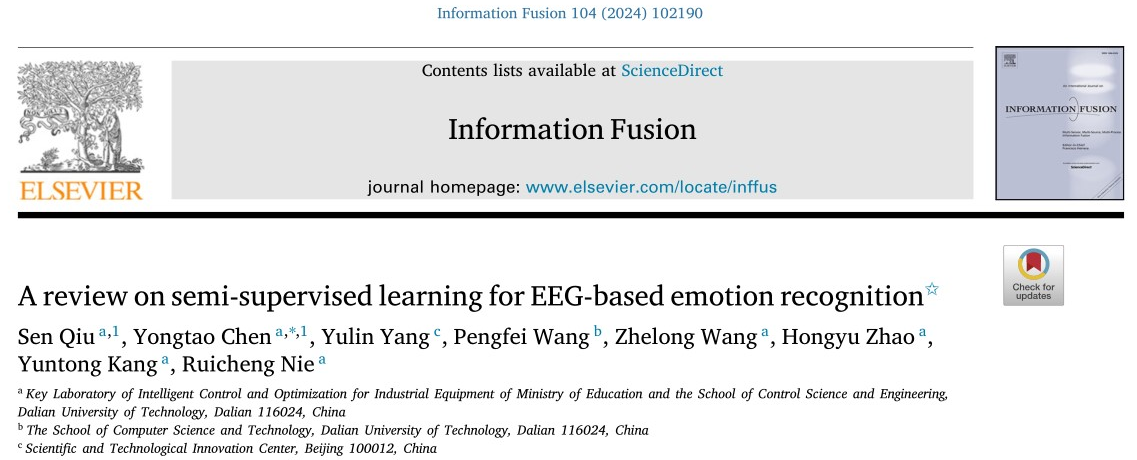 Information Fusion 104 (2024) 102190
Contents lists available at ScienceDirect
Information Fusion
journal homepage: www.elsevier.com/locate/inffus
ELSEVIER
INFORMATION FUSION
Check for
updates
A review on semi-supervised learning for EEG-based emotion recognition☆
Sen Qiu a,1, Yongtao Chen a,*,1, Yulin Yang c, Pengfei Wang b, Zhelong Wang a, Hongyu Zhao a,
Yuntong Kang a, Ruicheng Nie a
a Key Laboratory of Intelligent Control and Optimization for Industrial Equipment of Ministry of Education and the School of Control Science and Engineering,
Dalian University of Technology, Dalian 116024, China
b The School of Computer Science and Technology, Dalian University of Technology, Dalian 116024, China
c Scientific and Technological Innovation Center, Beijing 100012, China